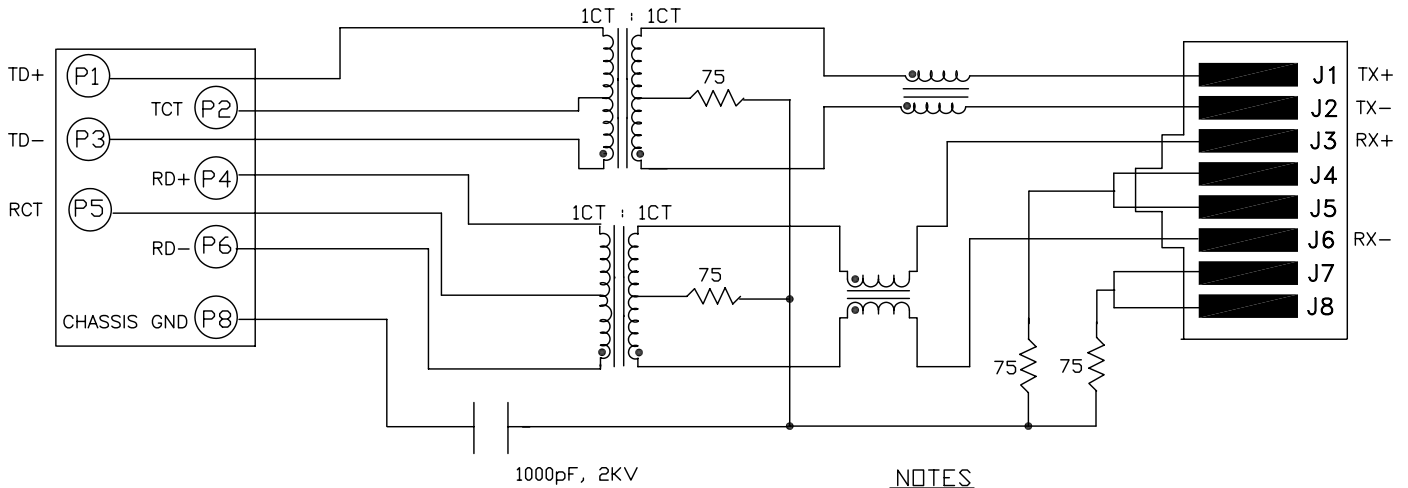 1CT : 1CT
TD+ P1
TCT P2
TD- P3
RD+ P4
RCT P5
RD- P6
CHASSIS GND P8
75
1CT : 1CT
75
J1 TX+
J2 TX-
J3 RX+
J4
J5
J6 RX-
J7
J8
75
75
1000pF, 2KV
NOTES